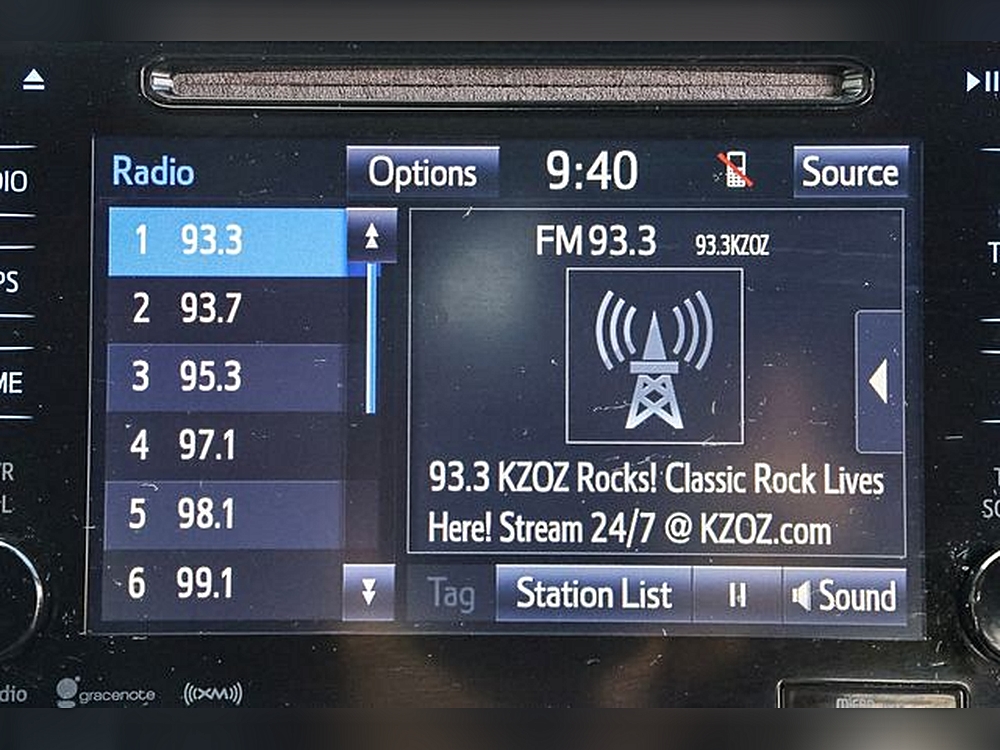 Radio Options 9:40 Source
1 93.3
2 93.7
3 95.3
4 97.1
5 98.1
6 99.1
FM 93.3 93.3KZOZ
93.3 KZOZ Rocks! Classic Rock Lives
Here! Stream 24/7 @ KZOZ.com
Tag Station List Sound
gracenote ((XM))